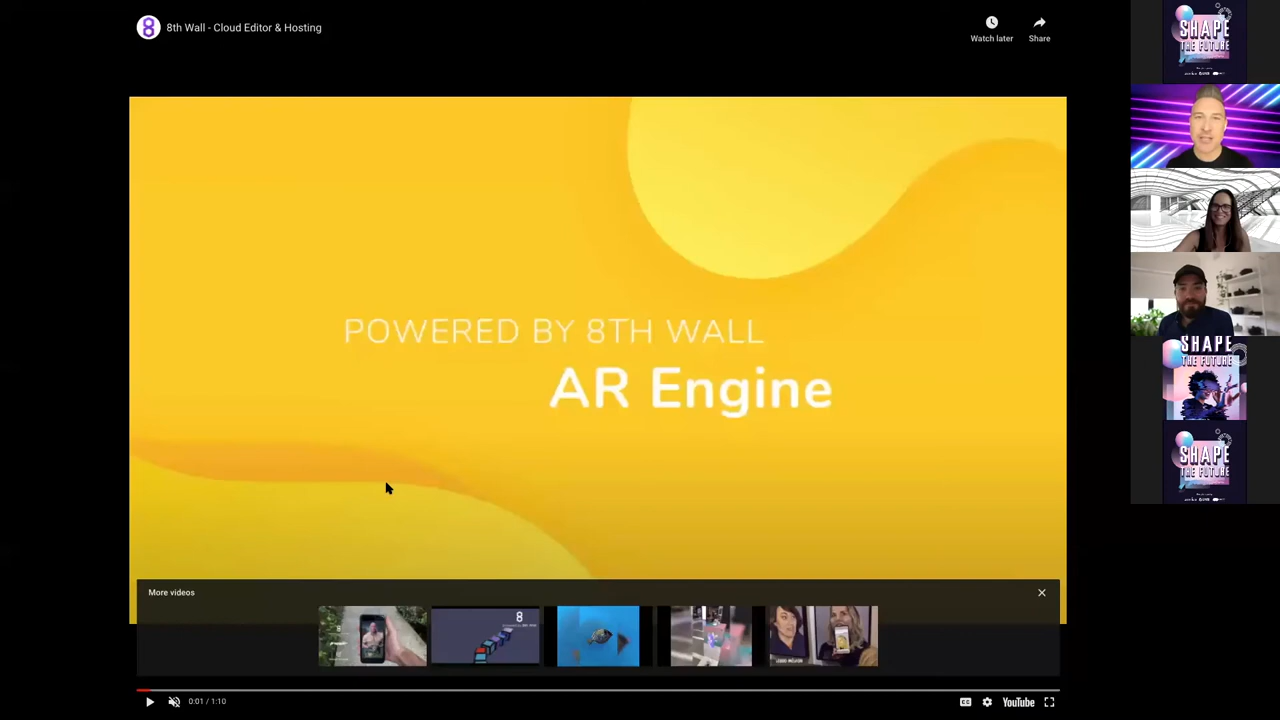 8th Wall - Cloud Editor & Hosting
Watch later
Share
POWERED BY 8TH WALL
AR Engine
More videos
0:01 / 1:10
CC
YouTube
SHAPE
THE FUTURE
SHAPE
THE FUTURE
SHAPE
THE FUTURE